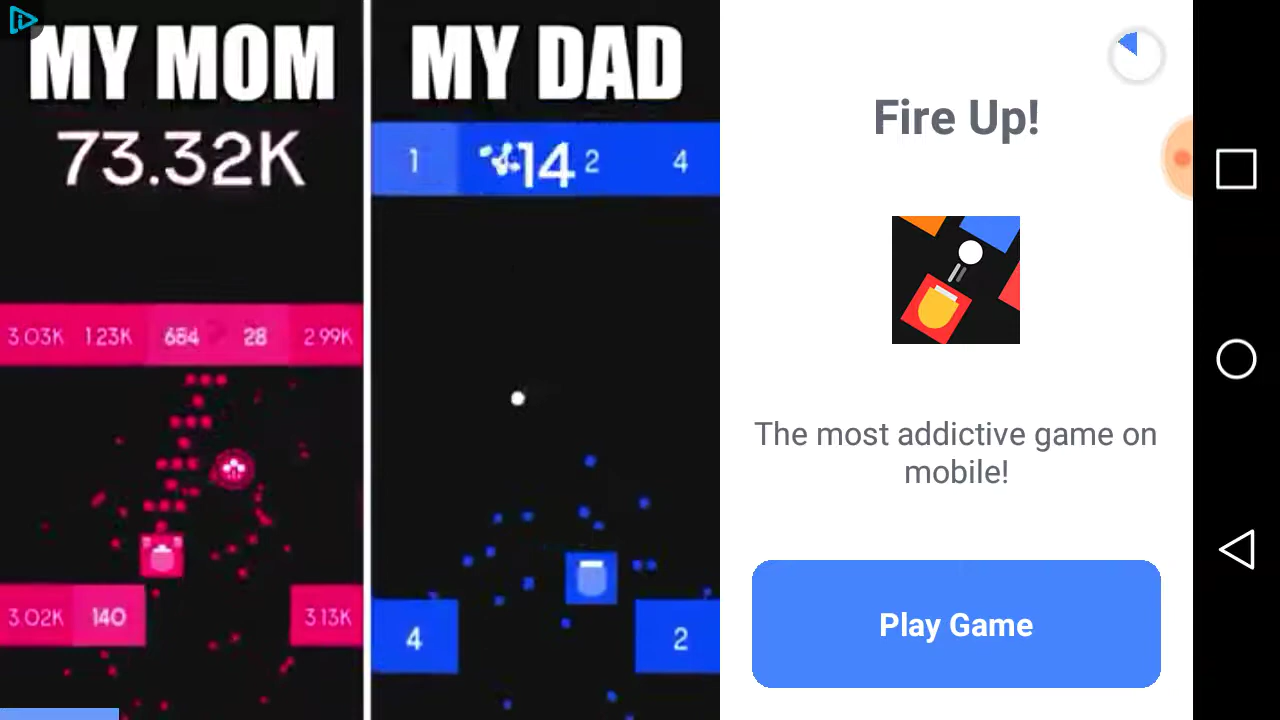 MY MOM
73.32K
3.03K 1.23K 684 28 2.99K
3.02K 140 3.13K
MY DAD
1 14 2 4
4 2
Fire Up!
The most addictive game on
mobile!
Play Game